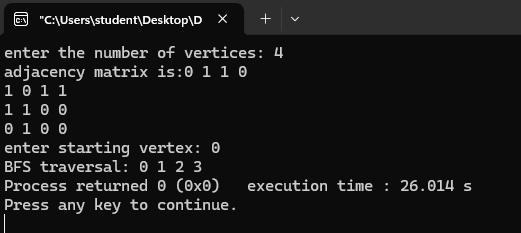 "C:\Users\student\Desktop\D
enter the number of vertices: 4
adjacency matrix is:0 1 1 0
1 0 1 1
1 1 0 0
0 1 0 0
enter starting vertex: 0
BFS traversal: 0 1 2 3
Process returned 0 (0x0)   execution time : 26.014 s
Press any key to continue.